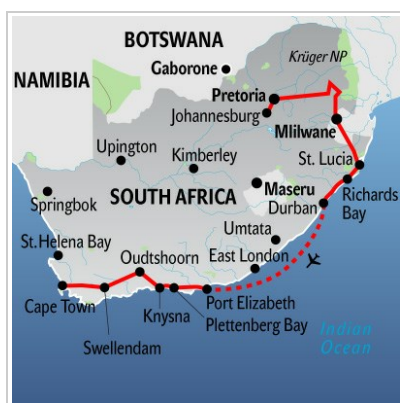 BOTSWANA
Krüger NP
NAMIBIA
Gaborone
Pretoria
Johannesburg
Mlilwane
Upington
Kimberley
St. Lucia
Springbok
SOUTH AFRICA
Maseru
Durban
Richards
Bay
Umtata
St. Helena Bay
Oudtshoorn
East London
Cape Town
Knysna
Port Elizabeth
Plettenberg Bay
Swellendam
Indian
Ocean